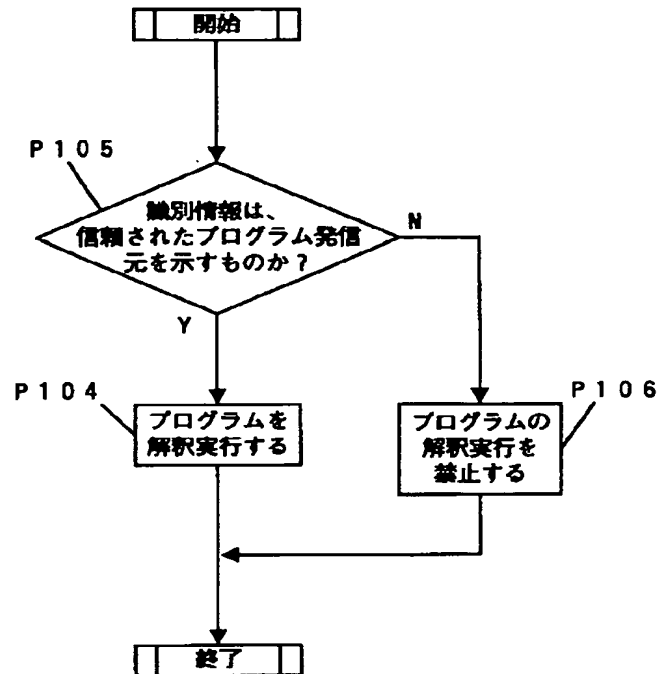 開始
P105
識別情報は、
信頼されたプログラム発信
元を示すものか?
N
Y
P104
プログラムを
解釈実行する
P106
プログラムの
解釈実行を
禁止する
終了